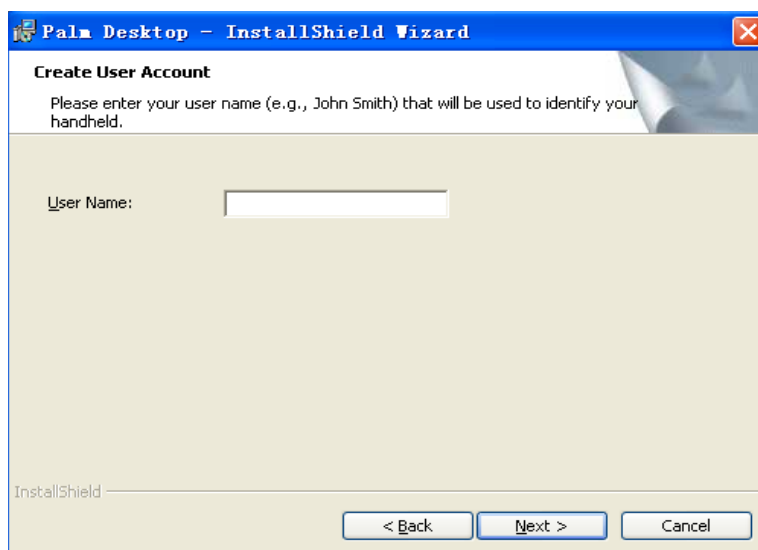 Palm Desktop - InstallShield Wizard
Create User Account
Please enter your user name (e.g., John Smith) that will be used to identify your
handheld.
User Name:
InstallShield
< Back
Next >
Cancel